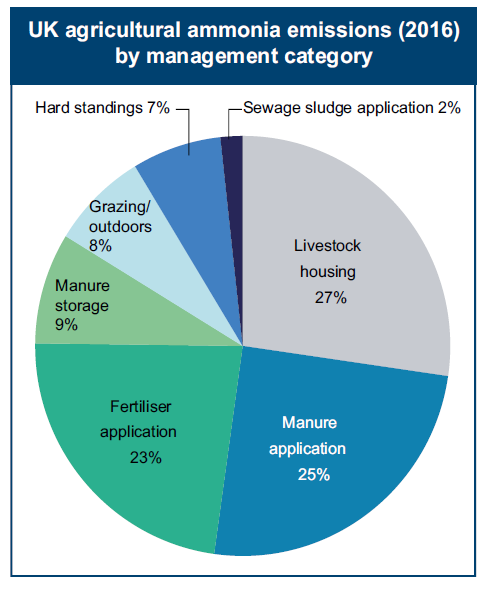 UK agricultural ammonia emissions (2016)
by management category
Hard standings 7%
Sewage sludge application 2%
Grazing/
outdoors
8%
Livestock
housing
27%
Manure
storage
9%
Fertiliser
application
23%
Manure
application
25%